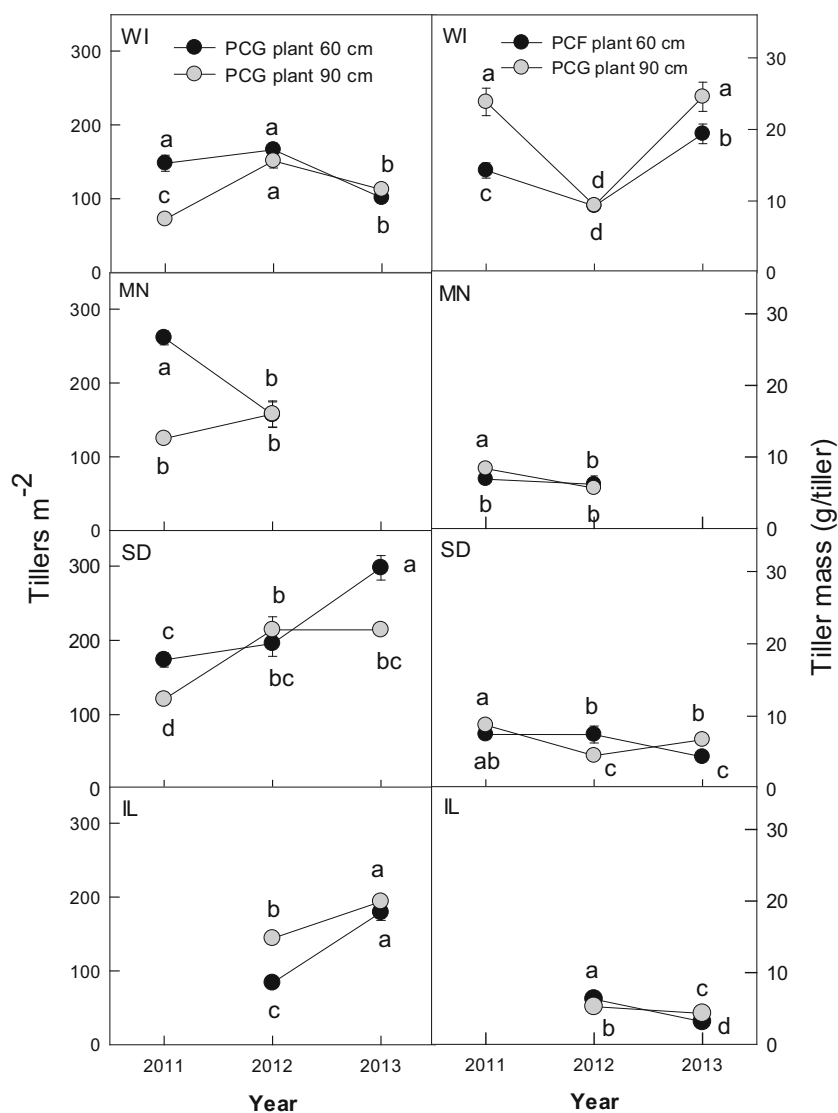 WI
PCG plant 60 cm
PCG plant 90 cm
300
200
100
0
a
a
b
c
a
b
WI
PCF plant 60 cm
PCG plant 90 cm
30
20
10
0
a
a
b
c
d
d
MN
300
200
100
0
a
b
b
b
MN
30
20
10
0
a
b
b
b
SD
300
200
100
0
a
b
c
bc
bc
d
SD
30
20
10
0
a
b
b
ab
c
c
IL
300
200
100
0
a
b
a
c
IL
30
20
10
0
a
c
b
d
2011
2012
2013
Year
2011
2012
2013
Year
Tillers m⁻²
Tiller mass (g/tiller)